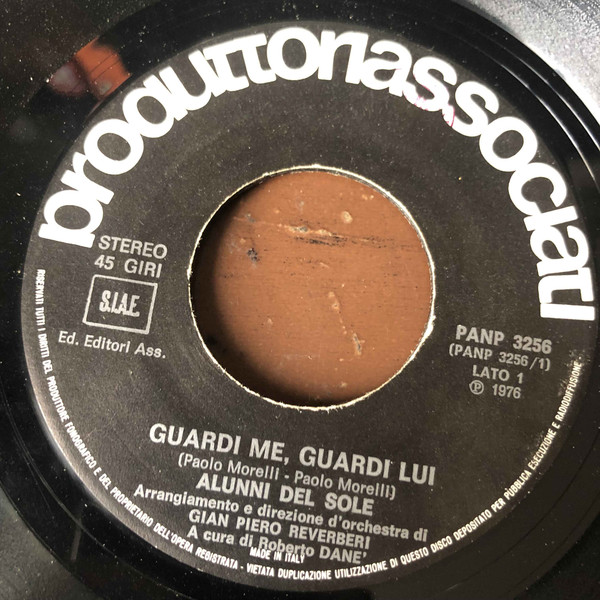 produttoriassociati
STEREO
45 GIRI
S.I.A.E.
Ed. Editori Ass.
PANP 3256
(PANP 3256/1)
LATO 1
℗ 1976
GUARDI ME, GUARDI LUI
(Paolo Morelli - Paolo Morelli)
ALUNNI DEL SOLE
Arrangiamento e direzione d'orchestra di
GIAN PIERO REVERBERI
A cura di Roberto DANE'
MADE IN ITALY
RISERVATI TUTTI I DIRITTI DEL PRODUTTORE FONOGRAFICO E DEL PROPRIETARIO DELL'OPERA REGISTRATA - VIETATA DUPLICAZIONE UTILIZZAZIONE DI QUESTO DISCO DEPOSITATO PER PUBBLICA ESECUZIONE E RADIODIFFUSIONE